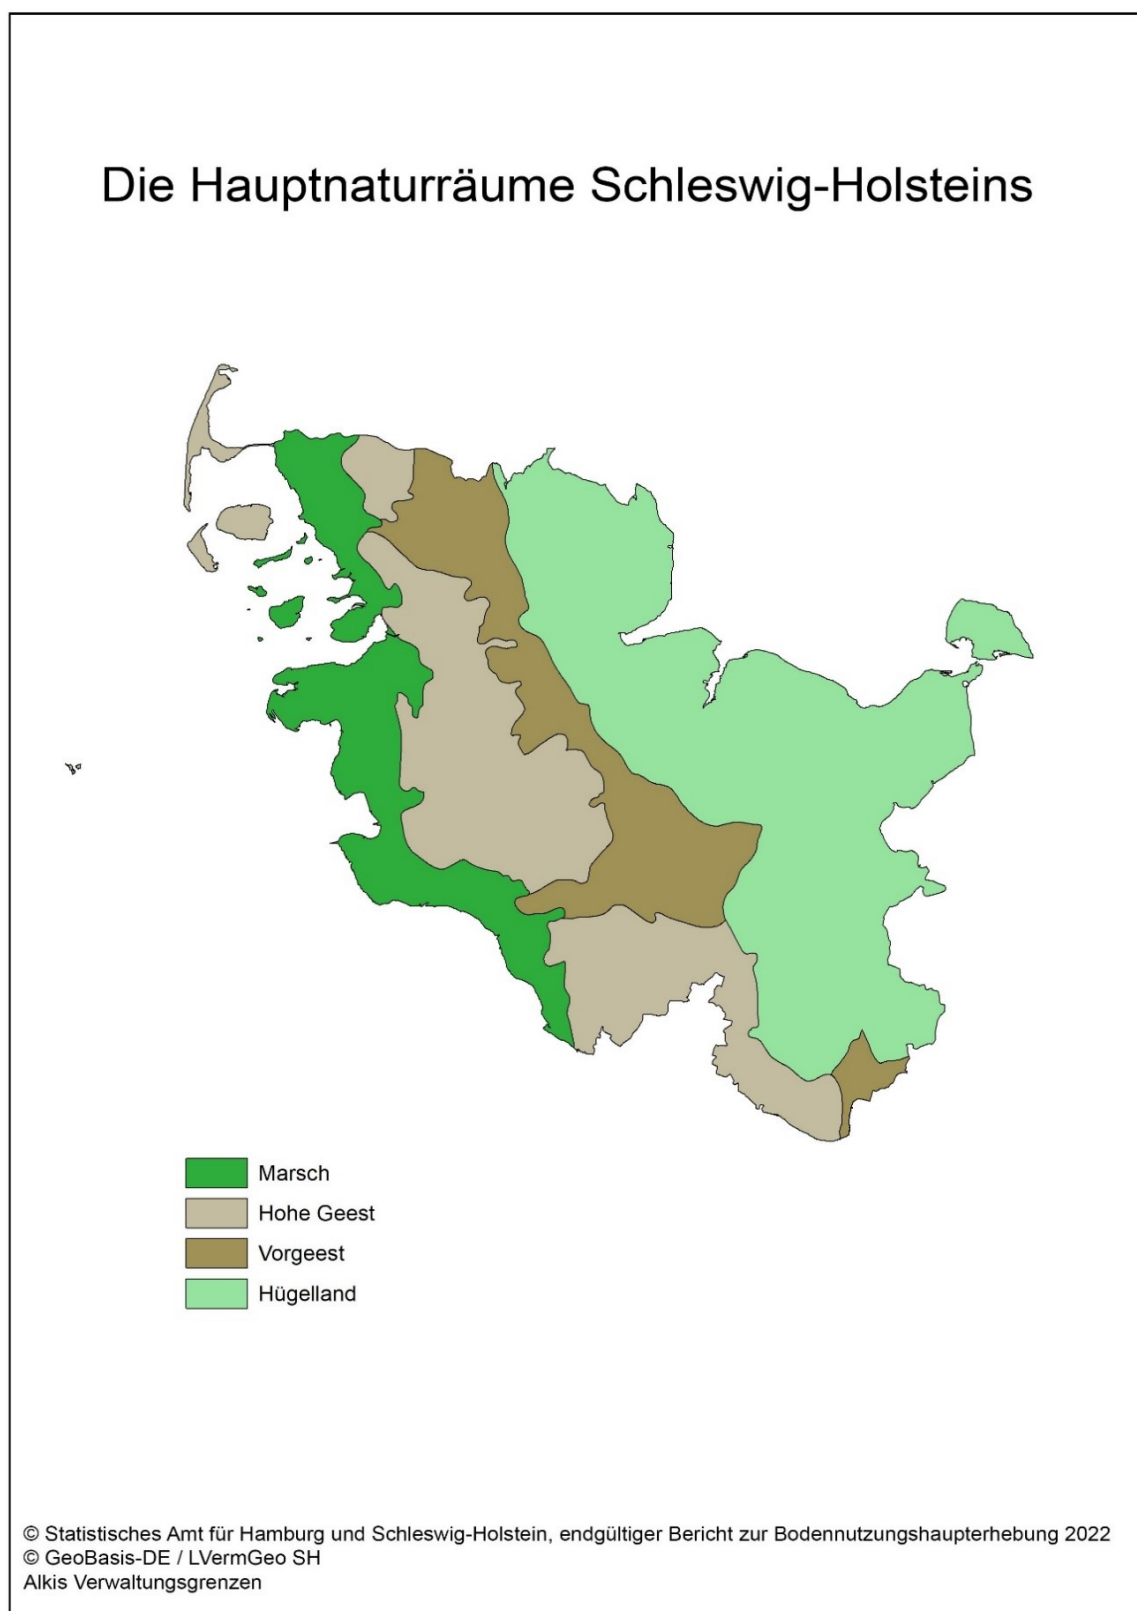 Die Hauptnaturräume Schleswig-Holsteins
Marsch
Hohe Geest
Vorgeest
Hügelland
© Statistisches Amt für Hamburg und Schleswig-Holstein, endgültiger Bericht zur Bodennutzungshaupterhebung 2022
© GeoBasis-DE / LVermGeo SH
Alkis Verwaltungsgrenzen